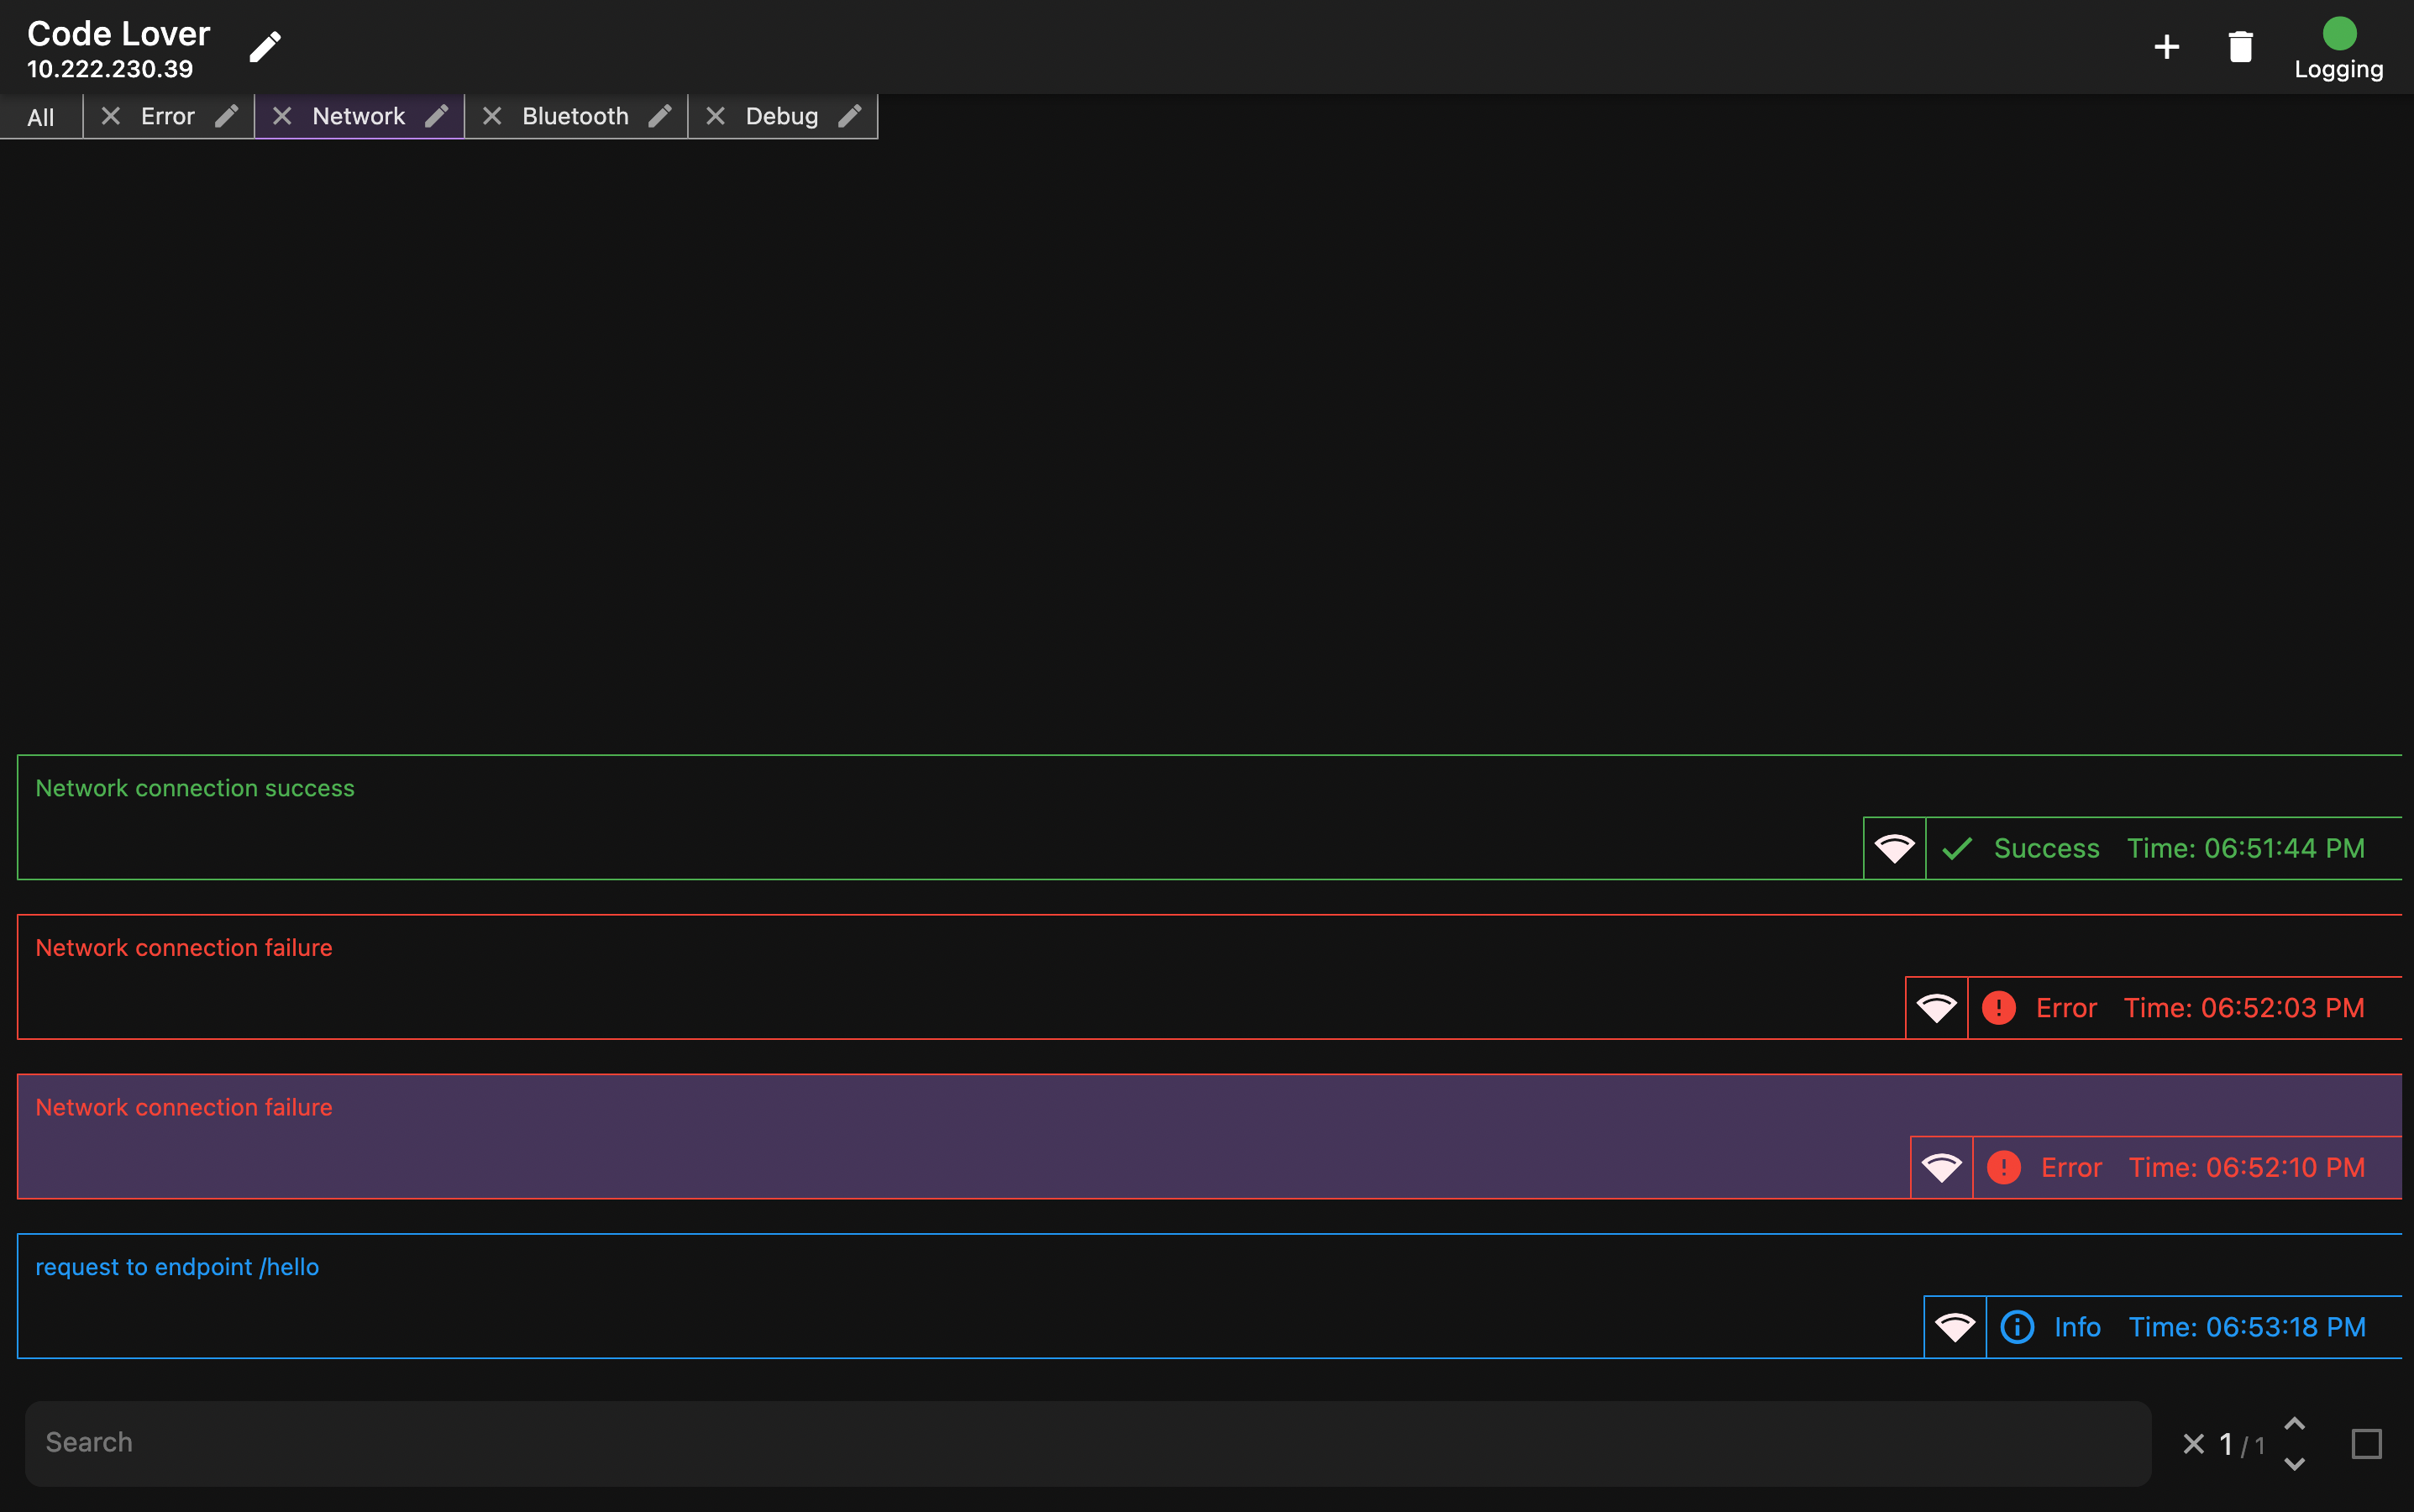 Code Lover
10.222.230.39
Logging
All Error Network Bluetooth Debug
Network connection success
Success Time: 06:51:44 PM
Network connection failure
Error Time: 06:52:03 PM
Network connection failure
Error Time: 06:52:10 PM
request to endpoint /hello
Info Time: 06:53:18 PM
Search
1 / 1